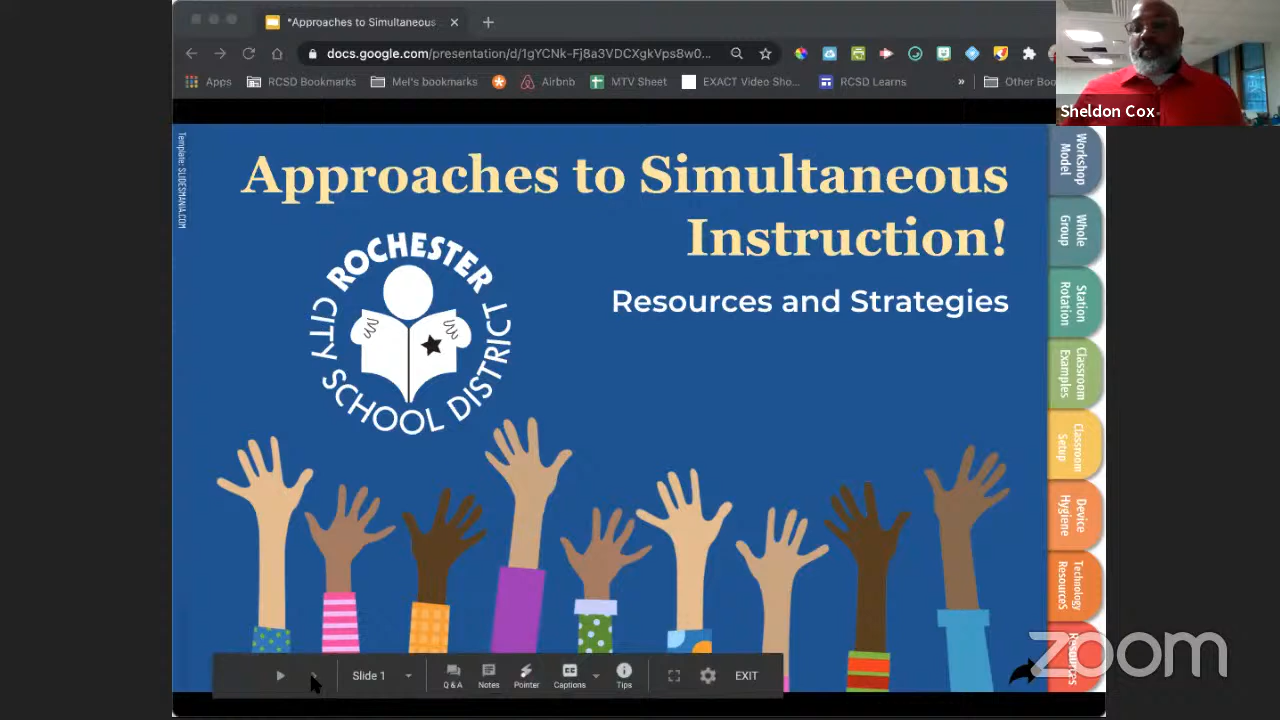 *Approaches to Simultaneous
docs.google.com/presentation/d/1gYCNk-Fj8a3VDCXgkVps8w0...
Apps
RCSD Bookmarks
Mel's bookmarks
Airbnb
MTV Sheet
EXACT Video Sho...
RCSD Learns
»
Other Boo
Sheldon Cox
Template: SLIDESMANIA.COM
Approaches to Simultaneous
Instruction!
Resources and Strategies
ROCHESTER
CITY SCHOOL DISTRICT
Workshop
Model
Whole
Group
Station
Rotation
Classroom
Examples
Classroom
Setup
Device
Hygiene
Technology
Resources
Resources
zoom
Slide 1
Q & A
Notes
Pointer
Captions
Tips
EXIT